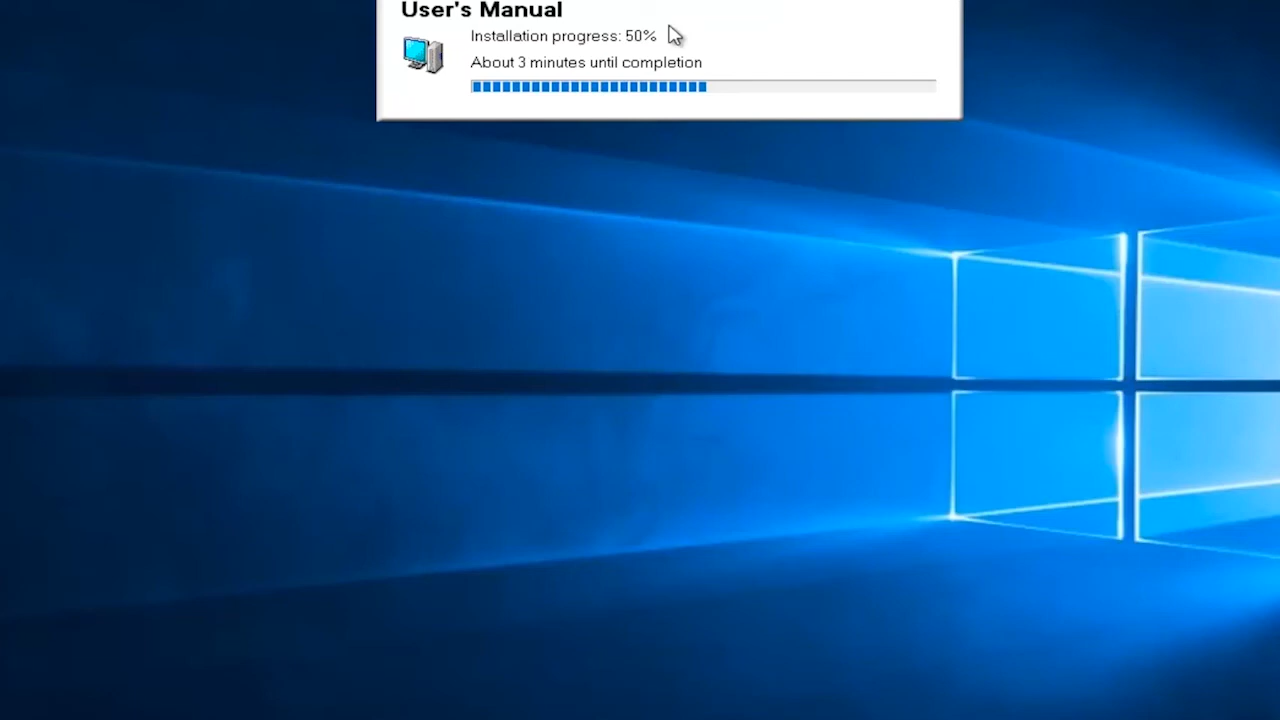 User's Manual
Installation progress: 50%
About 3 minutes until completion